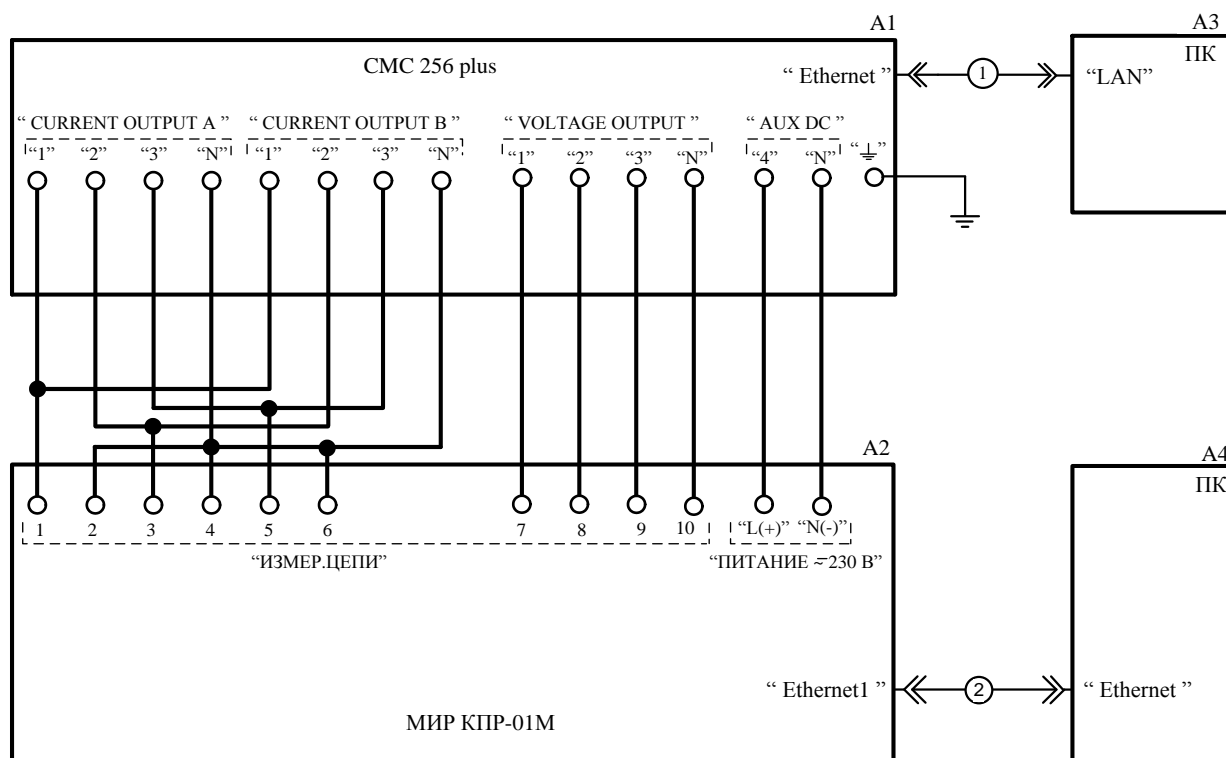 A1
A3
CMC 256 plus
“ Ethernet ”
1
ПК
“LAN”
“ CURRENT OUTPUT A ” “ CURRENT OUTPUT B ” “ VOLTAGE OUTPUT ” “ AUX DC ”
“1” “2” “3” “N” “1” “2” “3” “N” “1” “2” “3” “N” “4” “N” “⏚”
A2
A4
ПК
1 2 3 4 5 6 7 8 9 10 “L(+)” “N(-)”
“ИЗМЕР.ЦЕПИ” “ПИТАНИЕ ≂230 В”
“ Ethernet1 ” 2 “ Ethernet ”
МИР КПР-01М